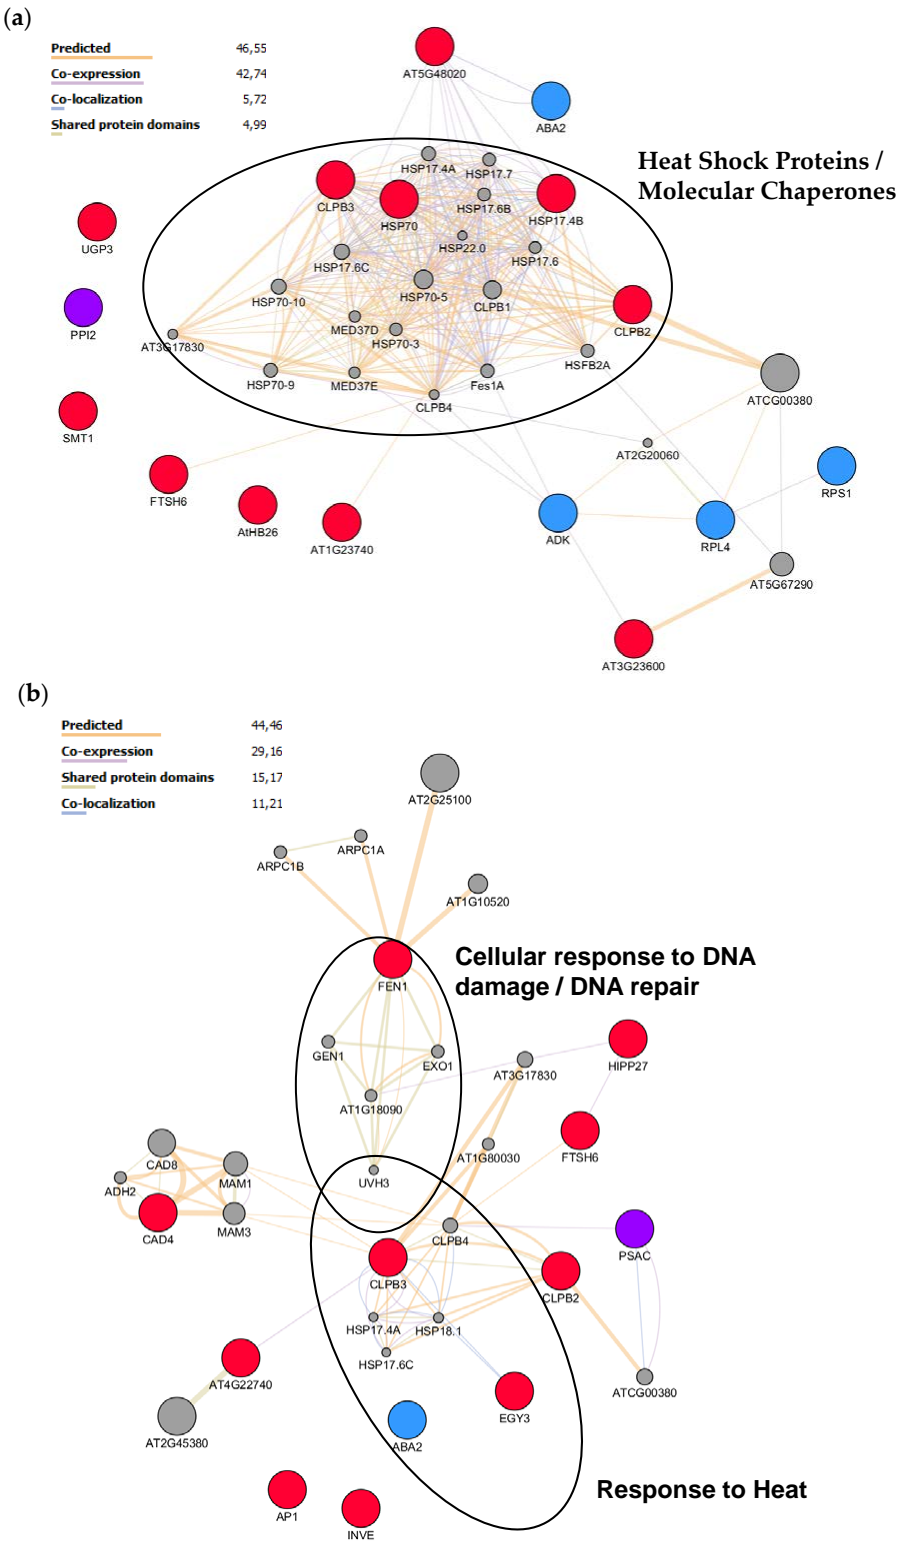 (a)
Predicted 46,55
Co-expression 42,74
Co-localization 5,72
Shared protein domains 4,99
AT5G48020
ABA2
Heat Shock Proteins /
Molecular Chaperones
HSP17.4A
HSP17.7
CLPB3
HSP70
HSP17.6B
HSP17.4B
UGP3
HSP22.0
HSP17.6
HSP17.6C
HSP70-5
HSP70-10
CLPB1
PPI2
MED37D
HSP70-3
CLPB2
AT3G17830
HSFB2A
HSP70-9
MED37E
Fes1A
CLPB4
ATCG00380
SMT1
AT2G20060
RPS1
FTSH6
AtHB26
AT1G23740
ADK
RPL4
AT5G67290
AT3G23600
(b)
Predicted 44,46
Co-expression 29,16
Shared protein domains 15,17
Co-localization 11,21
AT2G25100
ARPC1B
ARPC1A
AT1G10520
Cellular response to DNA
damage / DNA repair
FEN1
GEN1
EXO1
AT3G17830
HIPP27
AT1G18090
FTSH6
AT1G80030
CAD8
MAM1
ADH2
UVH3
CAD4
MAM3
CLPB4
PSAC
CLPB3
CLPB2
HSP17.4A
HSP18.1
HSP17.6C
AT4G22740
ATCG00380
EGY3
AT2G45380
ABA2
Response to Heat
AP1
INVE